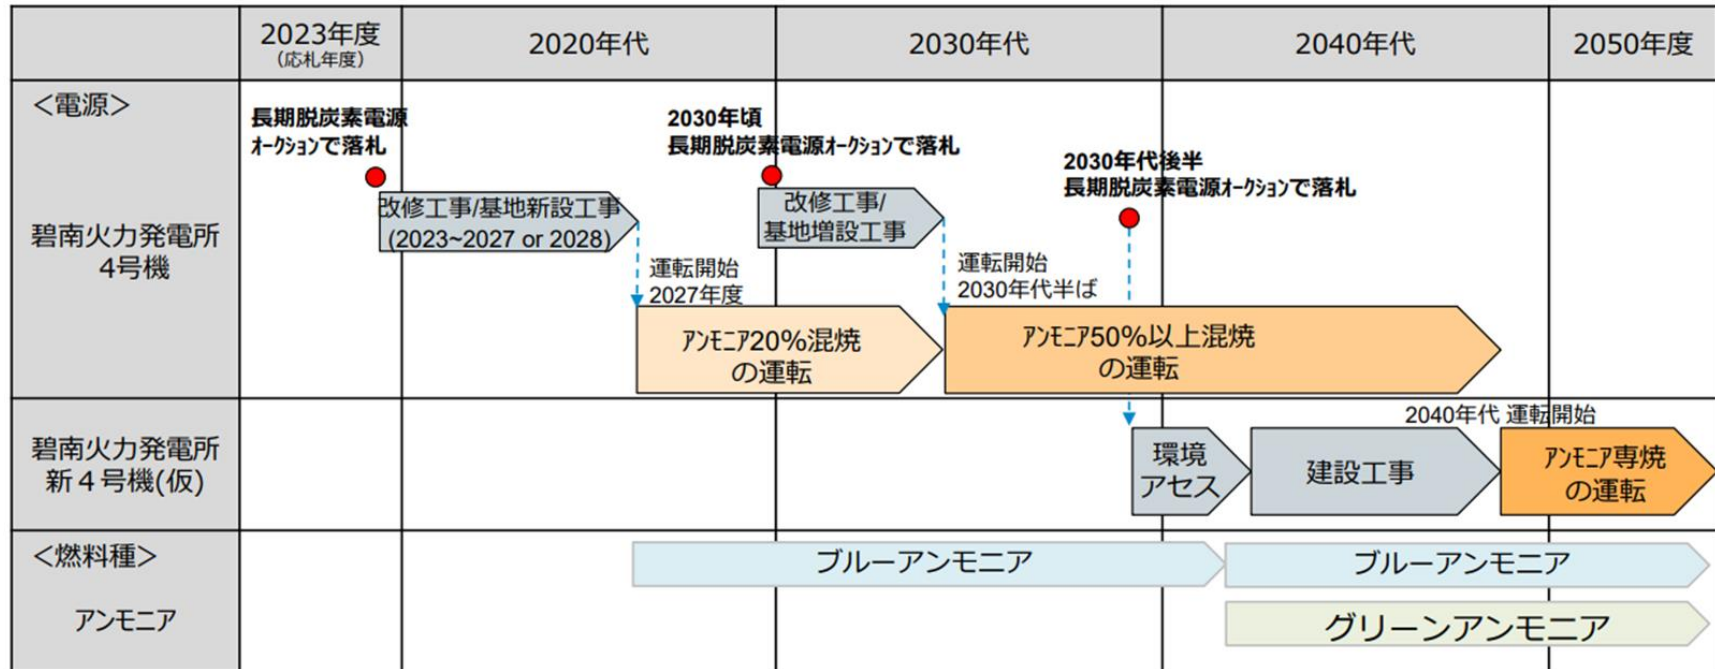 2023年度
(応札年度)
2020年代
2030年代
2040年代
2050年度
＜電源＞
碧南火力発電所
4号機
長期脱炭素電源
ｵｰｸｼｮﾝで落札
2030年頃
長期脱炭素電源ｵｰｸｼｮﾝで落札
2030年代後半
長期脱炭素電源ｵｰｸｼｮﾝで落札
改修工事/基地新設工事
(2023~2027 or 2028)
改修工事/
基地増設工事
運転開始
2027年度
運転開始
2030年代半ば
ｱﾝﾓﾆｱ20%混焼
の運転
ｱﾝﾓﾆｱ50%以上混焼
の運転
碧南火力発電所
新４号機(仮)
2040年代 運転開始
環境
アセス
建設工事
ｱﾝﾓﾆｱ専焼
の運転
＜燃料種＞
アンモニア
ブルーアンモニア
ブルーアンモニア
グリーンアンモニア